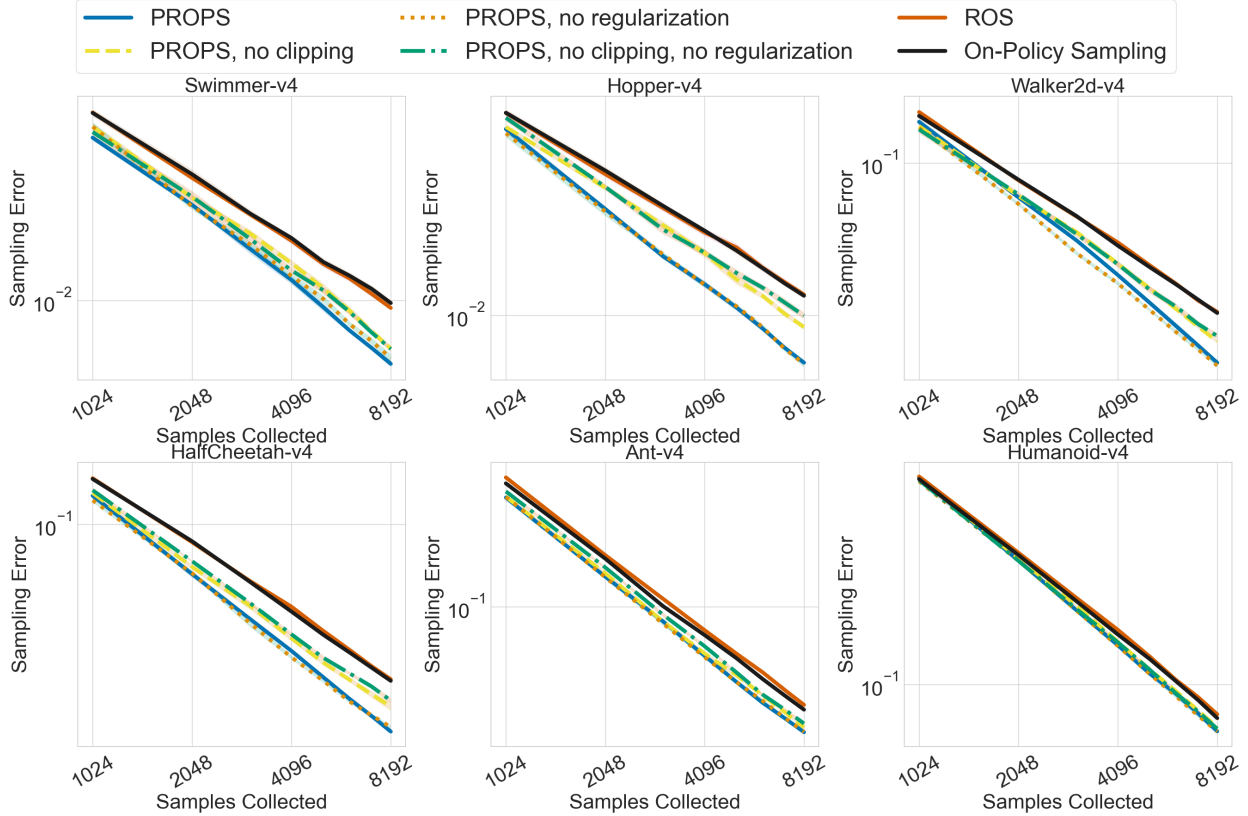 PROPS
PROPS, no regularization
ROS
PROPS, no clipping
PROPS, no clipping, no regularization
On-Policy Sampling
Swimmer-v4
Hopper-v4
Walker2d-v4
Sampling Error
10⁻²
1024
2048
4096
8192
Samples Collected
Sampling Error
10⁻²
1024
2048
4096
8192
Samples Collected
Sampling Error
10⁻¹
1024
2048
4096
8192
Samples Collected
HalfCheetah-v4
Ant-v4
Humanoid-v4
Sampling Error
10⁻¹
1024
2048
4096
8192
Samples Collected
Sampling Error
10⁻¹
1024
2048
4096
8192
Samples Collected
Sampling Error
10⁻¹
1024
2048
4096
8192
Samples Collected